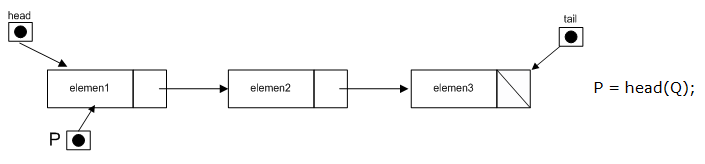 head
tail
elemen1
elemen2
elemen3
P = head(Q);
P